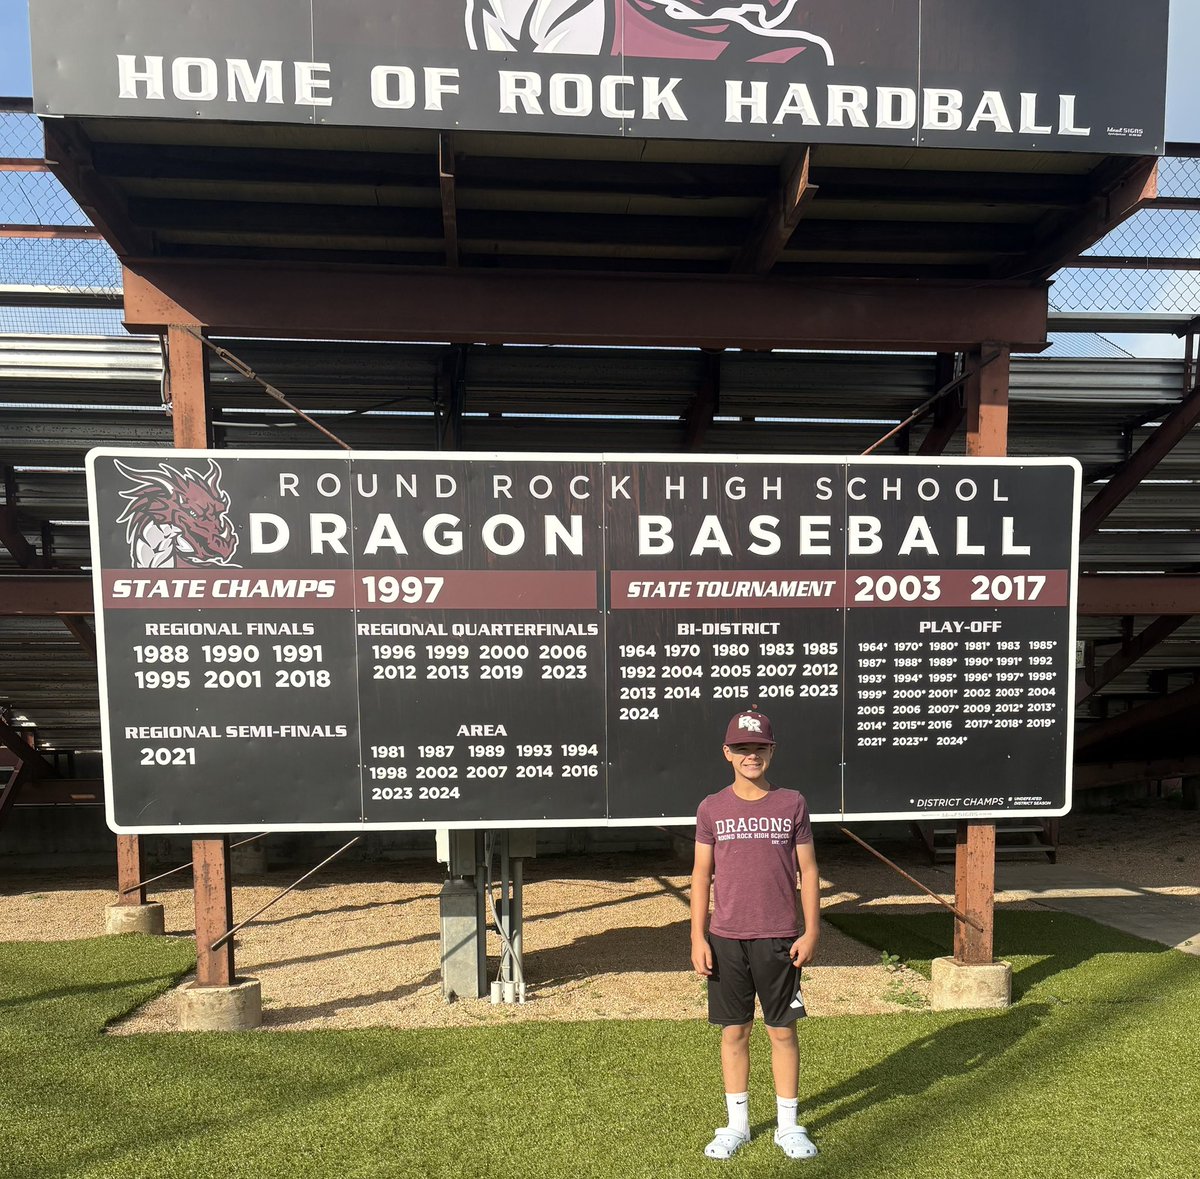 HOME OF ROCK HARDBALL
Ideal SIGNS
ROUND ROCK HIGH SCHOOL
DRAGON BASEBALL
STATE CHAMPS 1997
STATE TOURNAMENT 2003 2017
REGIONAL FINALS
1988 1990 1991
1995 2001 2018
REGIONAL SEMI-FINALS
2021
REGIONAL QUARTERFINALS
1996 1999 2000 2006
2012 2013 2019 2023
AREA
1981 1987 1989 1993 1994
1998 2002 2007 2014 2016
2023 2024
BI-DISTRICT
1964 1970 1980 1983 1985
1992 2004 2005 2007 2012
2013 2014 2015 2016 2023
2024
PLAY-OFF
1964* 1970* 1980* 1981* 1983 1985*
1987* 1988* 1989* 1990* 1991* 1992
1993* 1994* 1995* 1996* 1997* 1998*
1999* 2000* 2001* 2002 2003* 2004
2005 2006 2007* 2009 2012* 2013*
2014* 2015** 2016 2017* 2018* 2019*
2021* 2023** 2024*
* DISTRICT CHAMPS
UNDEFEATED
DISTRICT SEASON
RR
DRAGONS
ROUND ROCK HIGH SCHOOL
EST.